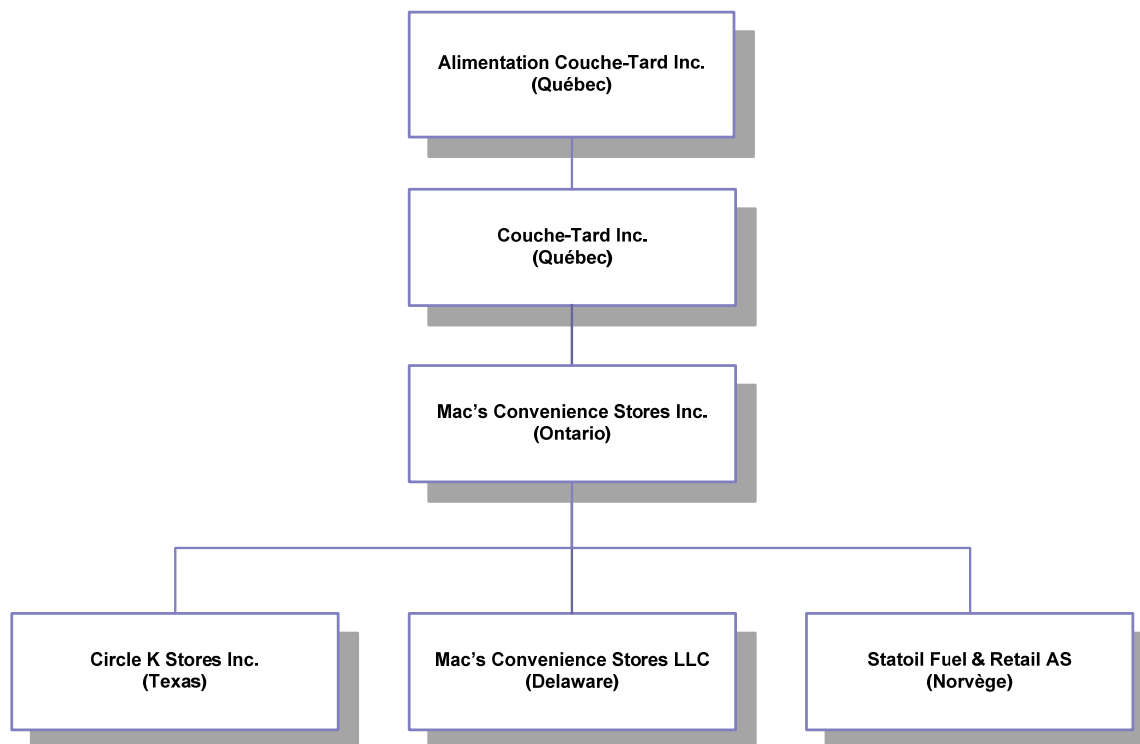 Alimentation Couche-Tard Inc.
(Québec)
Couche-Tard Inc.
(Québec)
Mac’s Convenience Stores Inc.
(Ontario)
Circle K Stores Inc.
(Texas)
Mac’s Convenience Stores LLC
(Delaware)
Statoil Fuel & Retail AS
(Norvège)